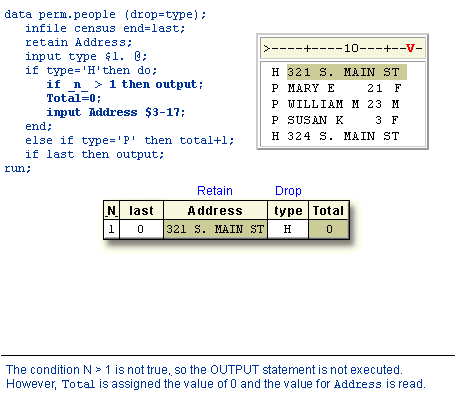 data perm.people (drop=type);
infile census end=last;
retain Address;
input type $1. @;
if type='H'then do;
if _n_ > 1 then output;
Total=0;
input Address $3-17;
end;
else if type='P' then total+1;
if last then output;
run;
>----+----10---+--V-
H 321 S. MAIN ST
P MARY E    21  F
P WILLIAM M 23  M
P SUSAN K    3  F
H 324 S. MAIN ST
Retain Drop
_N_ last Address type Total
1 0 321 S. MAIN ST H 0
The condition N > 1 is not true, so the OUTPUT statement is not executed.
However, Total is assigned the value of 0 and the value for Address is read.